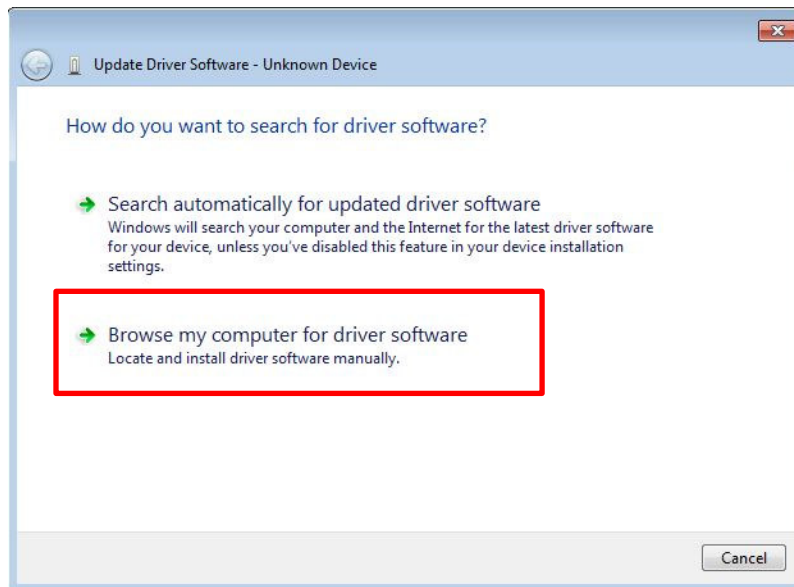 Update Driver Software - Unknown Device
How do you want to search for driver software?
Search automatically for updated driver software
Windows will search your computer and the Internet for the latest driver software
for your device, unless you've disabled this feature in your device installation
settings.
Browse my computer for driver software
Locate and install driver software manually.
Cancel